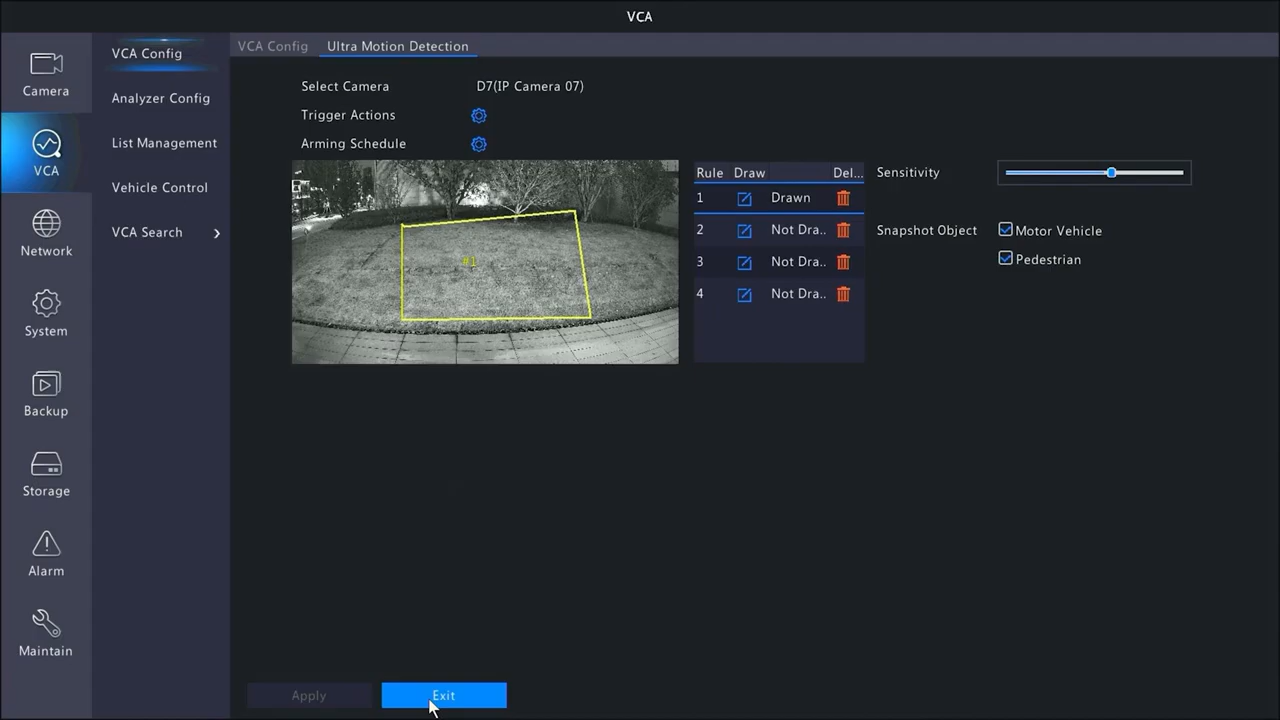 VCA
Camera
VCA
Network
System
Backup
Storage
Alarm
Maintain
VCA Config
Analyzer Config
List Management
Vehicle Control
VCA Search
VCA Config
Ultra Motion Detection
Select Camera D7(IP Camera 07)
Trigger Actions
Arming Schedule
#1
Rule Draw Del...
1 Drawn
2 Not Dra..
3 Not Dra..
4 Not Dra..
Sensitivity
Snapshot Object Motor Vehicle
Pedestrian
Apply Exit